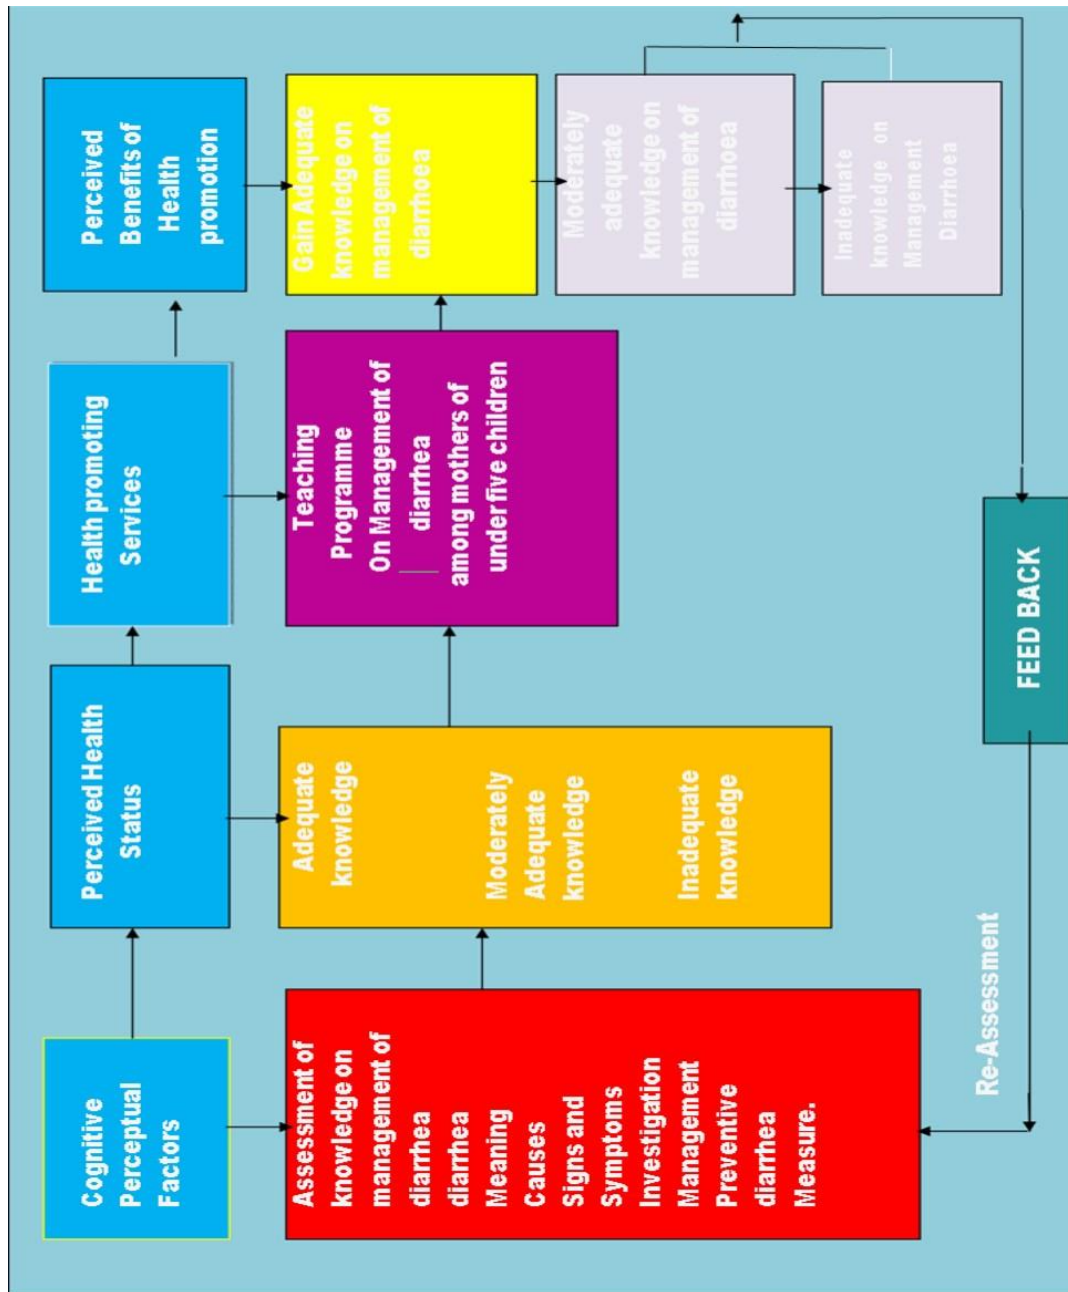 Cognitive
Perceptual
Factors
Perceived Health
Status
Health promoting
Services
Perceived
Benefits of
Health
promotion
Assessment of
knowledge on
management of
diarrhea
diarrhea
Meaning
Causes
Signs and
Symptoms
Investigation
Management
Preventive
diarrhea
Measure.
Adequate
knowledge
Moderately
Adequate
knowledge
Inadequate
knowledge
Teaching
Programme
On Management of
diarrhea
among mothers of
underfive children
Gain Adequate
knowledge on
management of
diarrhoea
Moderately
adequate
knowledge on
management of
diarrhoea
Inadequate
knowledge on
Management
Diarrhoea
Re-Assessment
FEED BACK